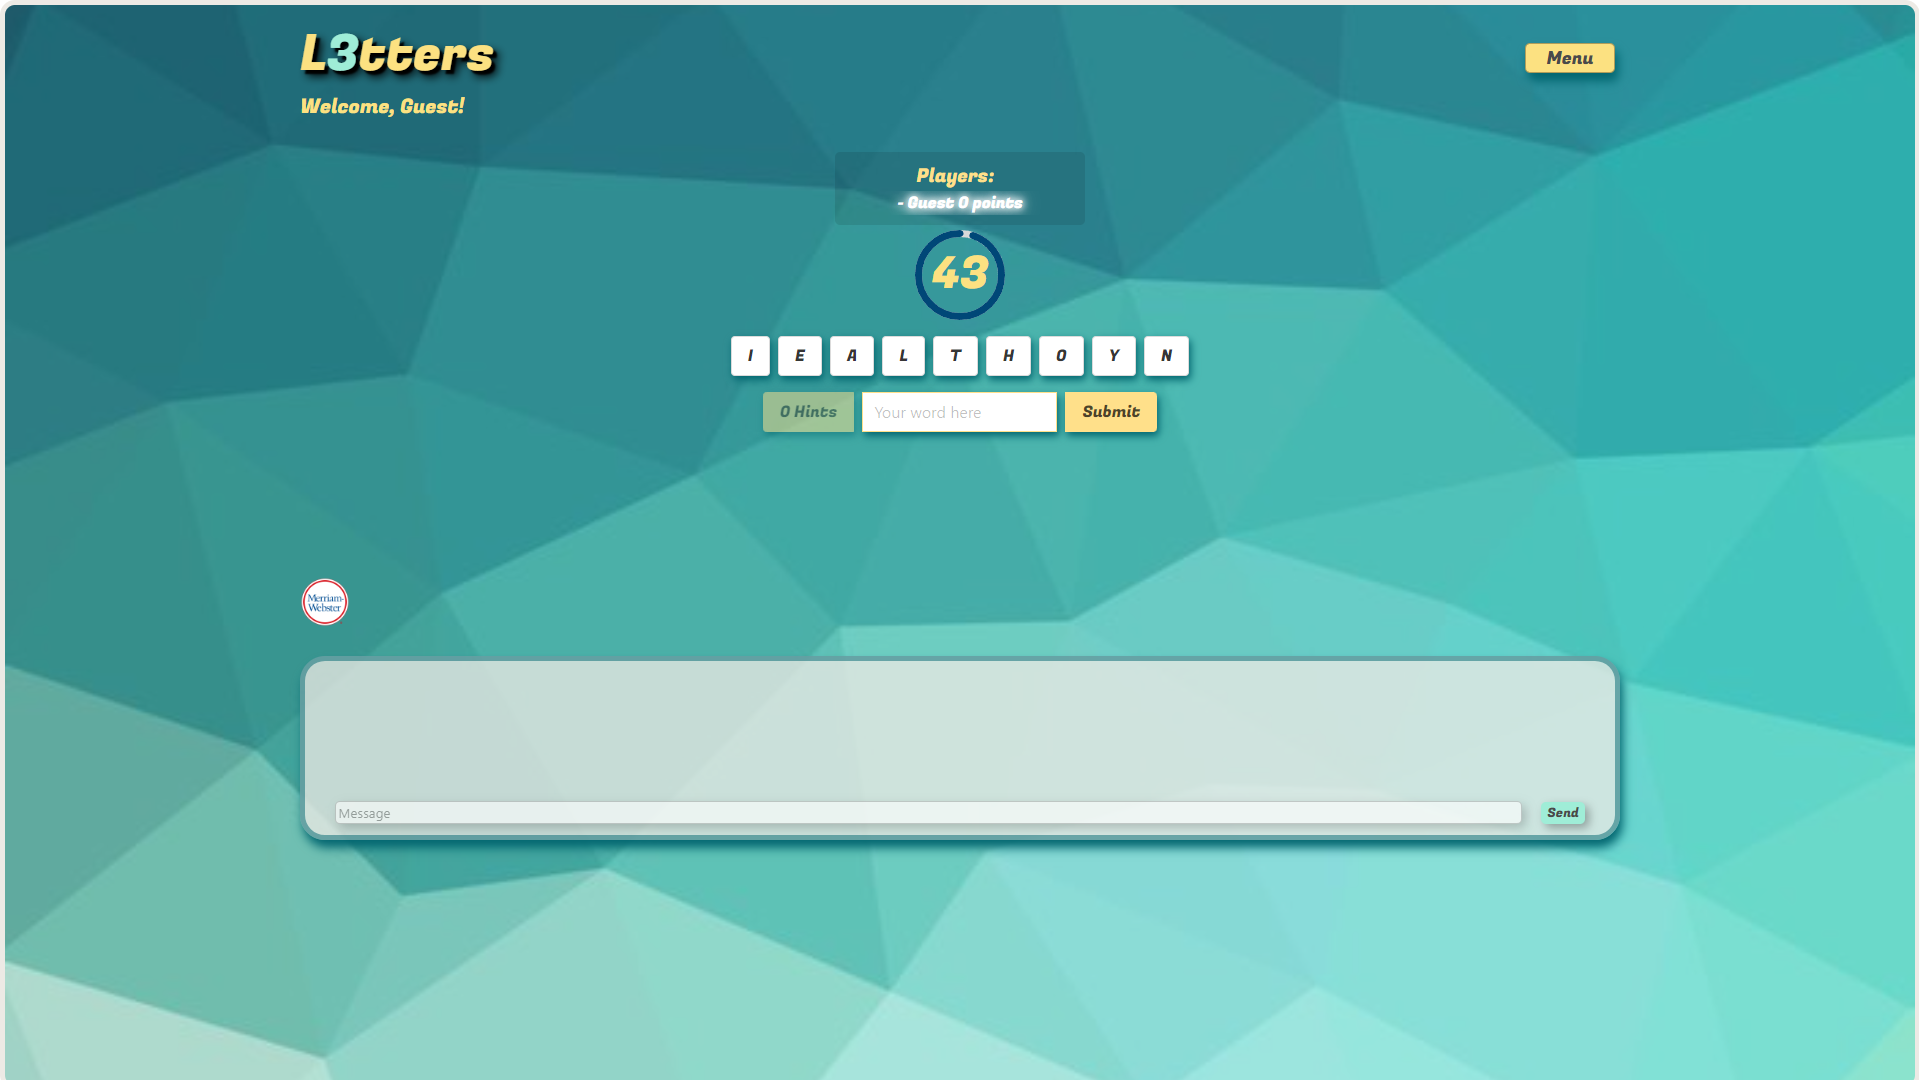 L3tters
Menu
Welcome, Guest!
Players:
- Guest 0 points
43
I E A L T H O Y N
0 Hints Your word here Submit
Merriam-
Webster
Message Send